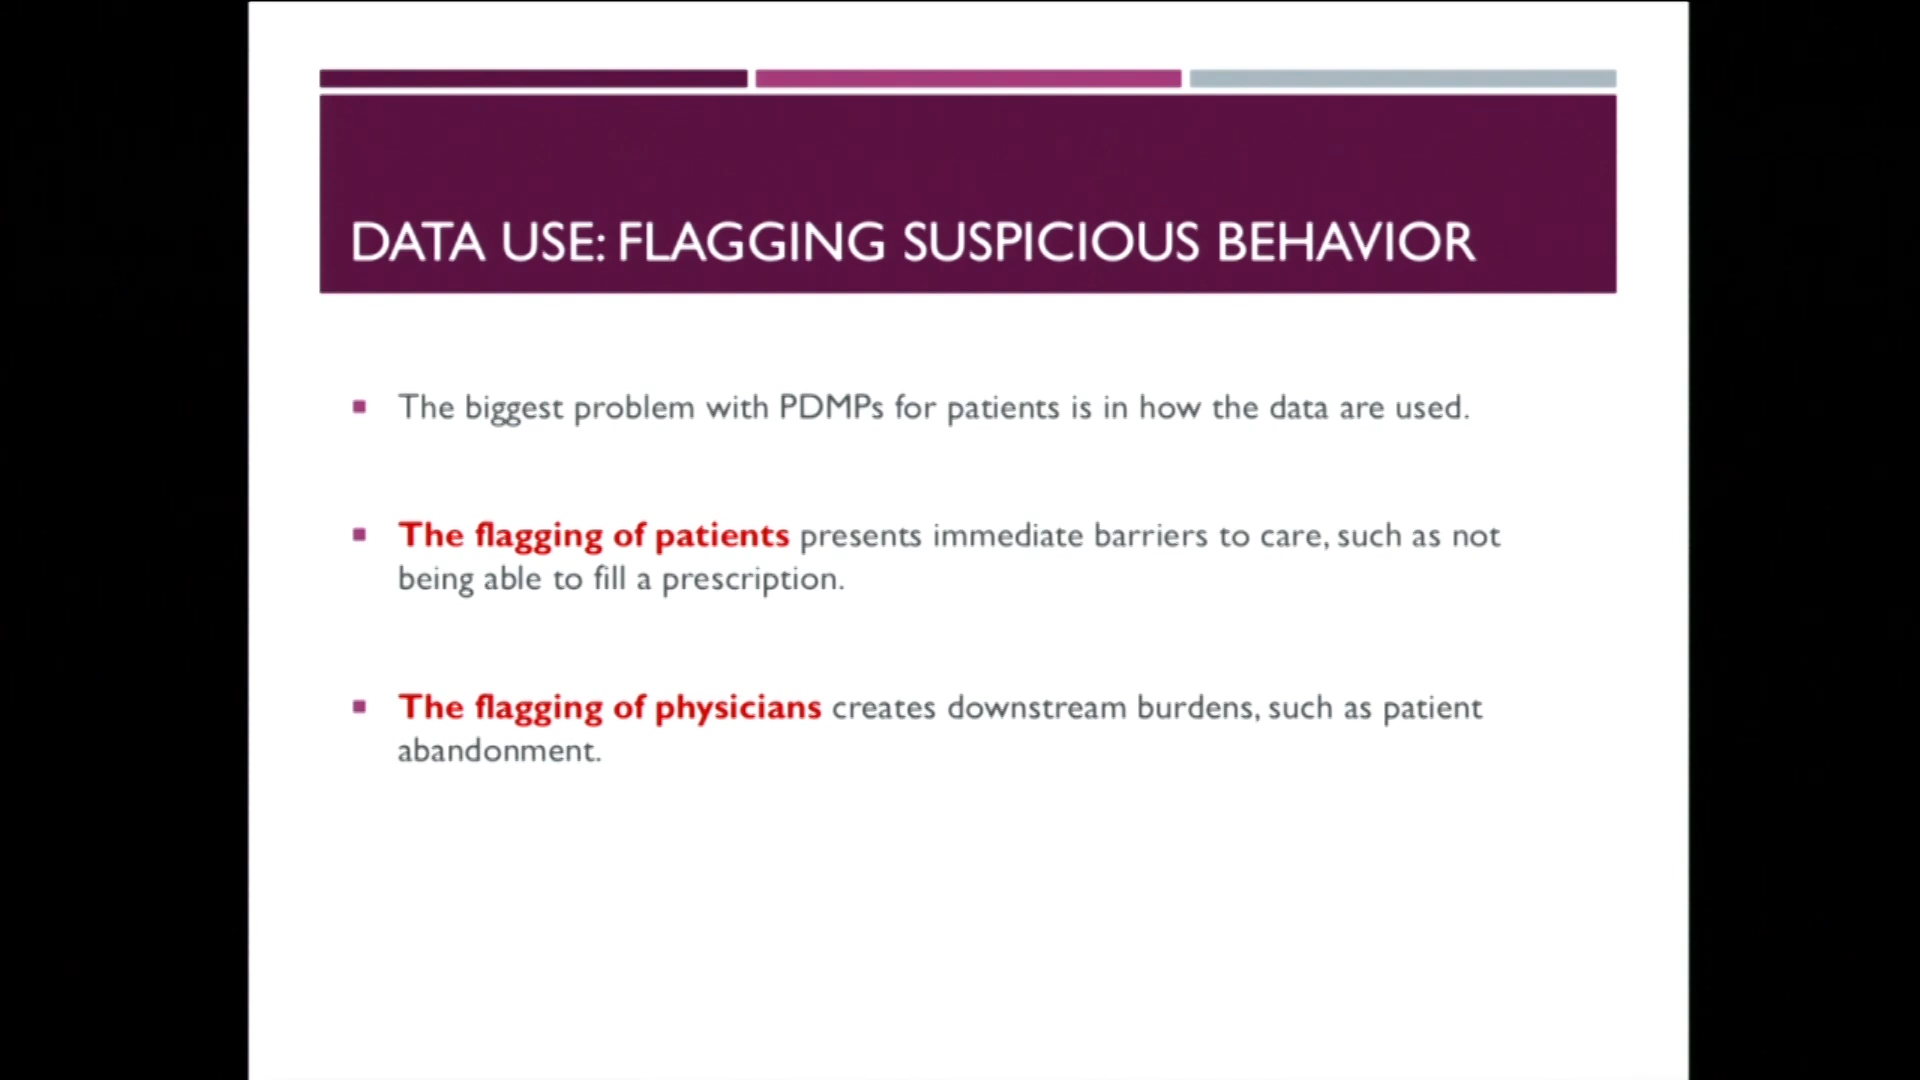 DATA USE: FLAGGING SUSPICIOUS BEHAVIOR
The biggest problem with PDMPs for patients is in how the data are used.
The flagging of patients presents immediate barriers to care, such as not
being able to fill a prescription.
The flagging of physicians creates downstream burdens, such as patient
abandonment.